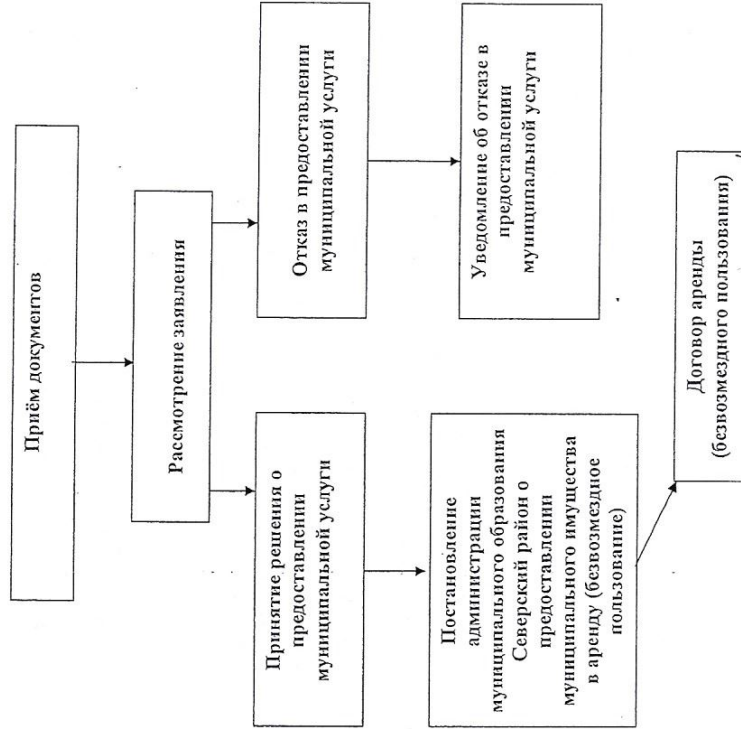 Приём документов
Рассмотрение заявления
Принятие решения о
предоставлении
муниципальной услуги
Отказ в предоставлении
муниципальной услуги
Постановление
администрации
муниципального образования
Северский район о
предоставлении
муниципального имущества
в аренду (безвозмездное
пользование)
Уведомление об отказе в
предоставлении
муниципальной услуги
Договор аренды
(безвозмездного пользования)